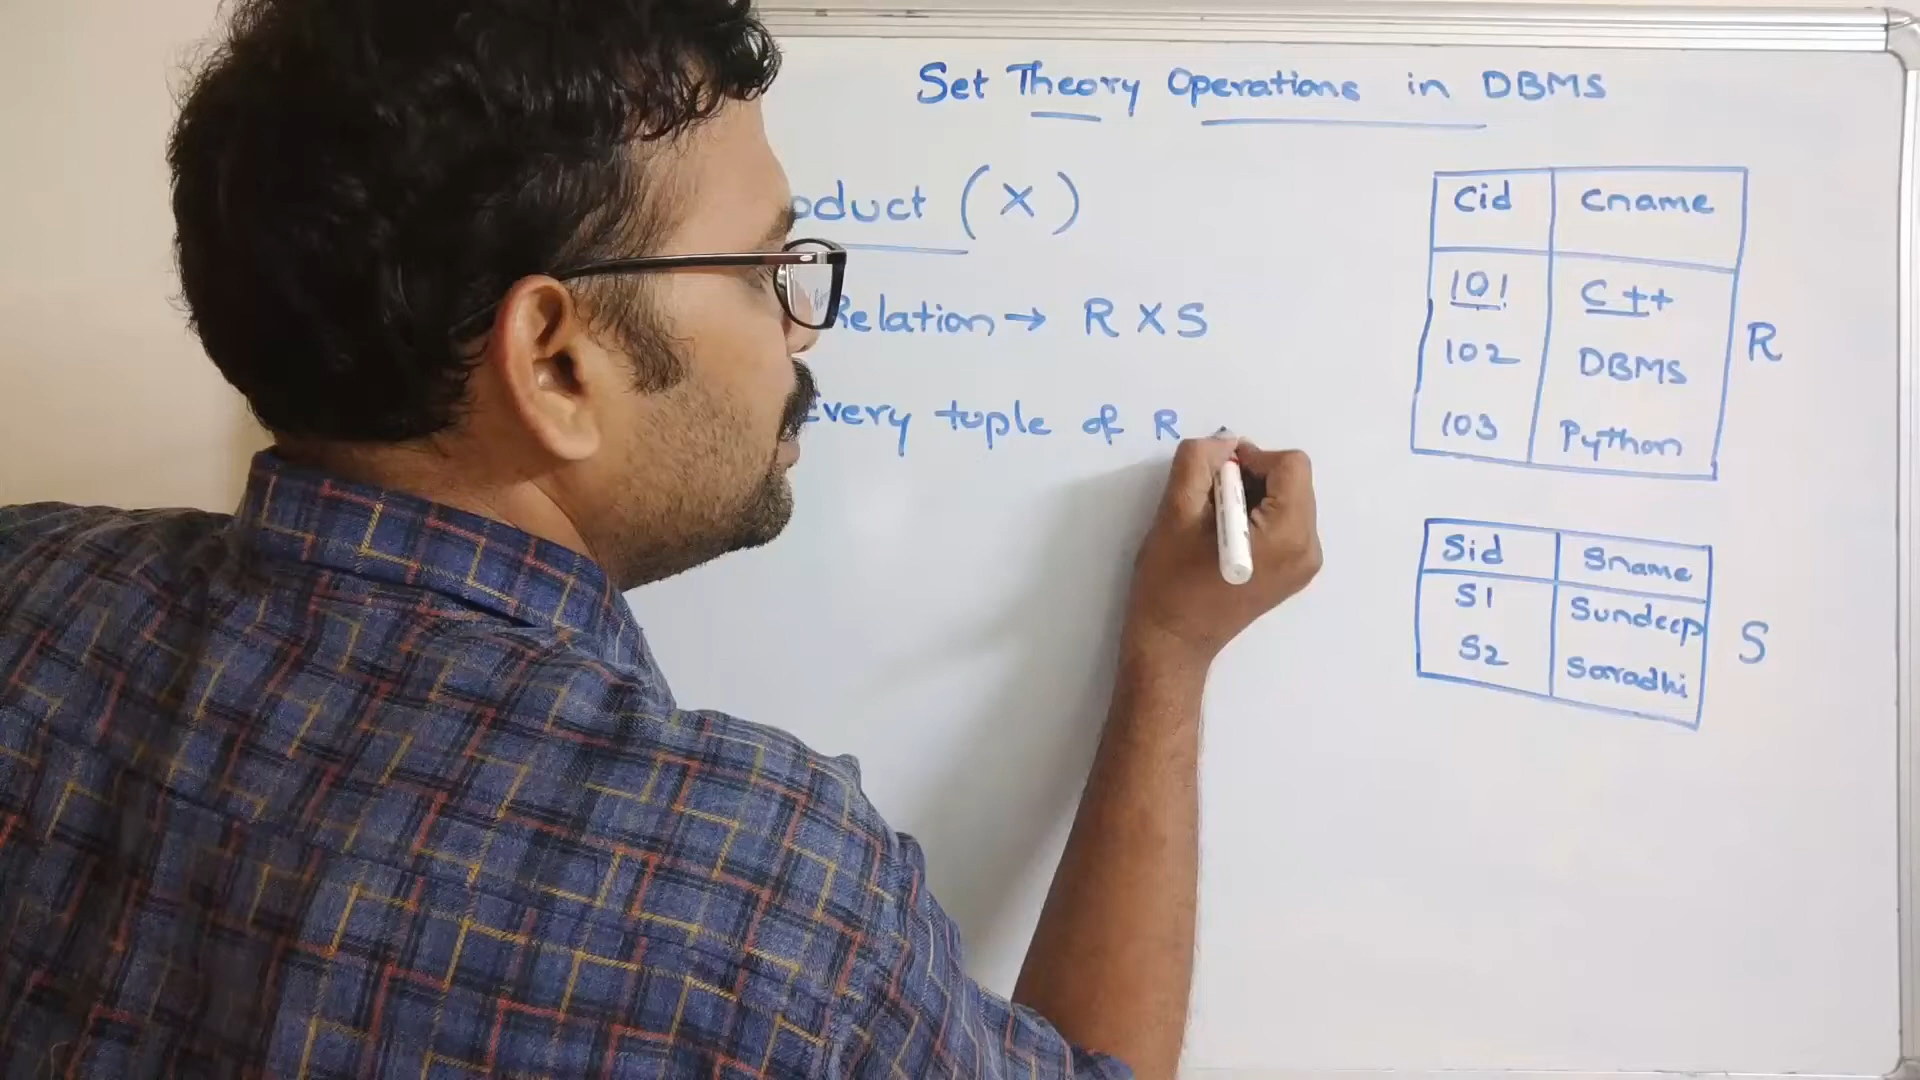 Set Theory Operations in DBMS
oduct (X)
Relation → R X S
Every tuple of R
Cid Cname
101 C++
102 DBMS
103 Python
R
Sid Sname
S1 Sundeep
S2 Saradhi
S